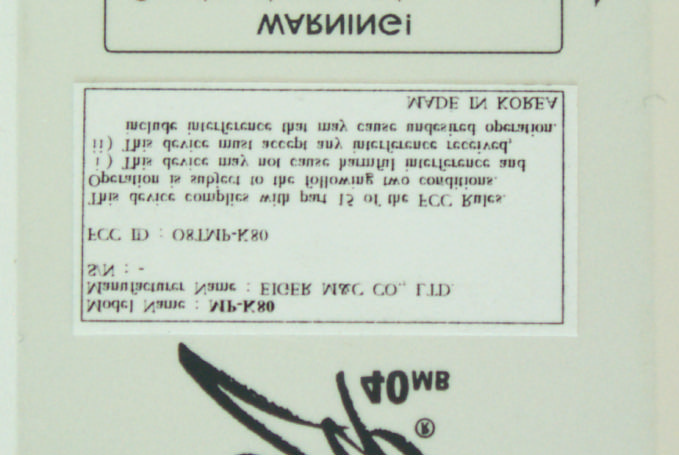 ®
40MB
Model Name : MP-K80
Manufacturer Name : EIGER M&C CO., LTD.
S/N : -
FCC ID : O8TMP-K80
This device complies with part 15 of the FCC Rules.
Operation is subject to the following two conditions.
i ) This device may not cause harmful interference and
ii) This device must accept any interference received,
include interference that may cause undesired operation.
MADE IN KOREA
WARNING!